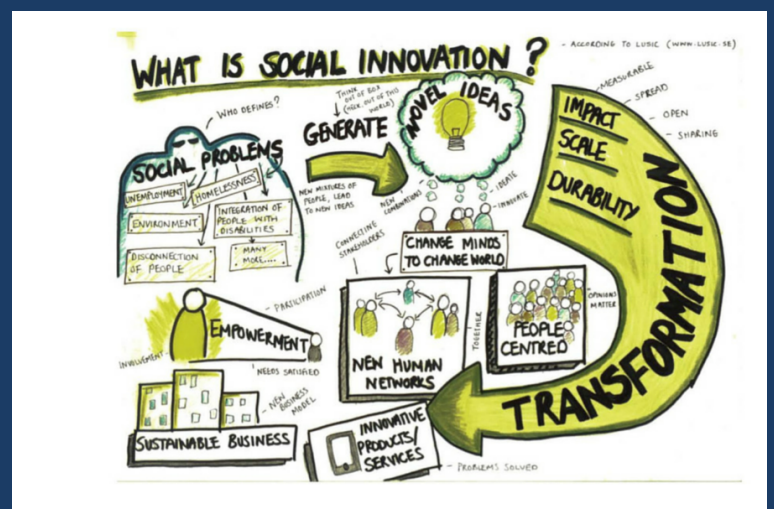 WHAT IS SOCIAL INNOVATION?
- ACCORDING TO LUSIC (WWW.LUSIC.SE)
- WHO DEFINES?
SOCIAL PROBLEMS
UNEMPLOYMENT
HOMELESSNESS
ENVIRONMENT
INTEGRATION OF
PEOPLE WITH
DISABILITIES
DISCONNECTION
OF PEOPLE
MANY
MORE....
THINK
OUT OF BOX
OUT OF THIS
WORLD)
GENERATE
NEW MIXTURES OF
PEOPLE, LEAD
TO NEW IDEAS
NOVEL IDEAS
NEW
COMBINATIONS
- IDEATE
- INNOVATE
CHANGE MINDS
TO CHANGE WORLD
IMPACT
SCALE
DURABILITY
- MEASURABLE
- SPREAD
- OPEN
- SHARING
TRANSFORMATION
CONNECTING
STAKEHOLDERS
NEW HUMAN
NETWORKS
TOGETHER
PEOPLE
CENTRED
OPINIONS
MATTER
- PARTICIPATION
EMPOWERMENT
INVOLVEMENT -
NEEDS SATISFIED
- NEW
BUSINESS
MODEL
SUSTAINABLE BUSINESS
INNOVATIVE
PRODUCTS/
SERVICES
- PROBLEMS SOLVED